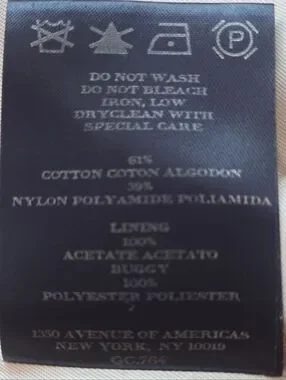 P
DO NOT WASH
DO NOT BLEACH
IRON, LOW
DRYCLEAN WITH
SPECIAL CARE
61%
COTTON COTON ALGODON
39%
NYLON POLYAMIDE POLIAMIDA
LINING
100%
ACETATE ACETATO
BUGGY
100%
POLYESTER POLIESTER
1350 AVENUE OF AMERICAS
NEW YORK, NY 10019